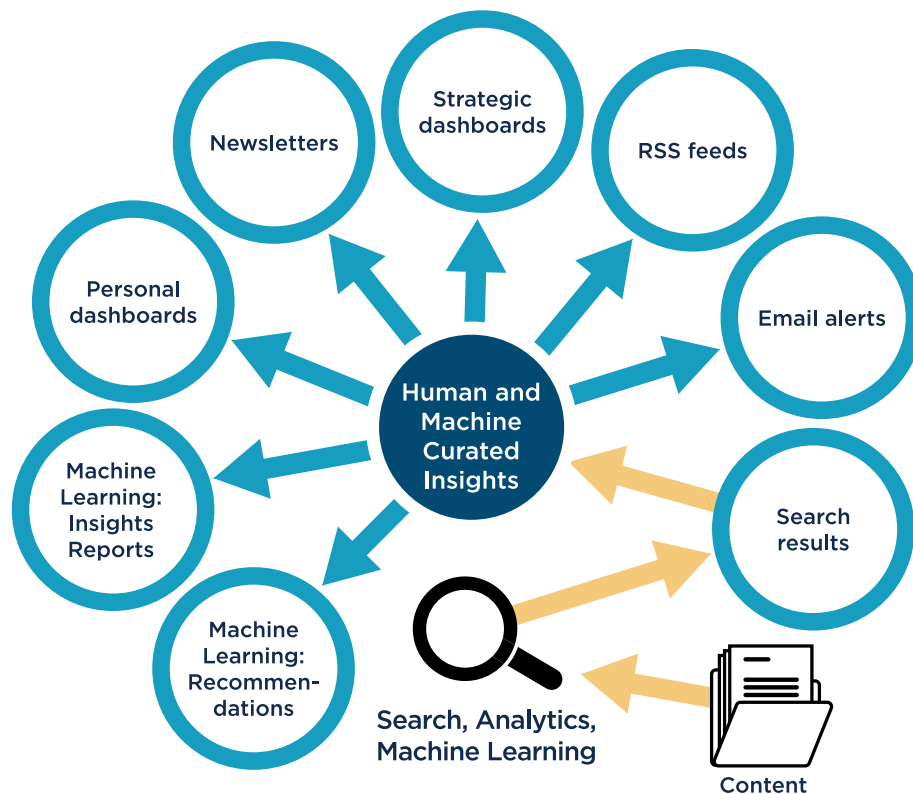 Strategic
dashboards
Newsletters
RSS feeds
Personal
dashboards
Email alerts
Human and
Machine
Curated
Insights
Machine
Learning:
Insights
Reports
Search
results
Machine
Learning:
Recommen-
dations
Search, Analytics,
Machine Learning
Content